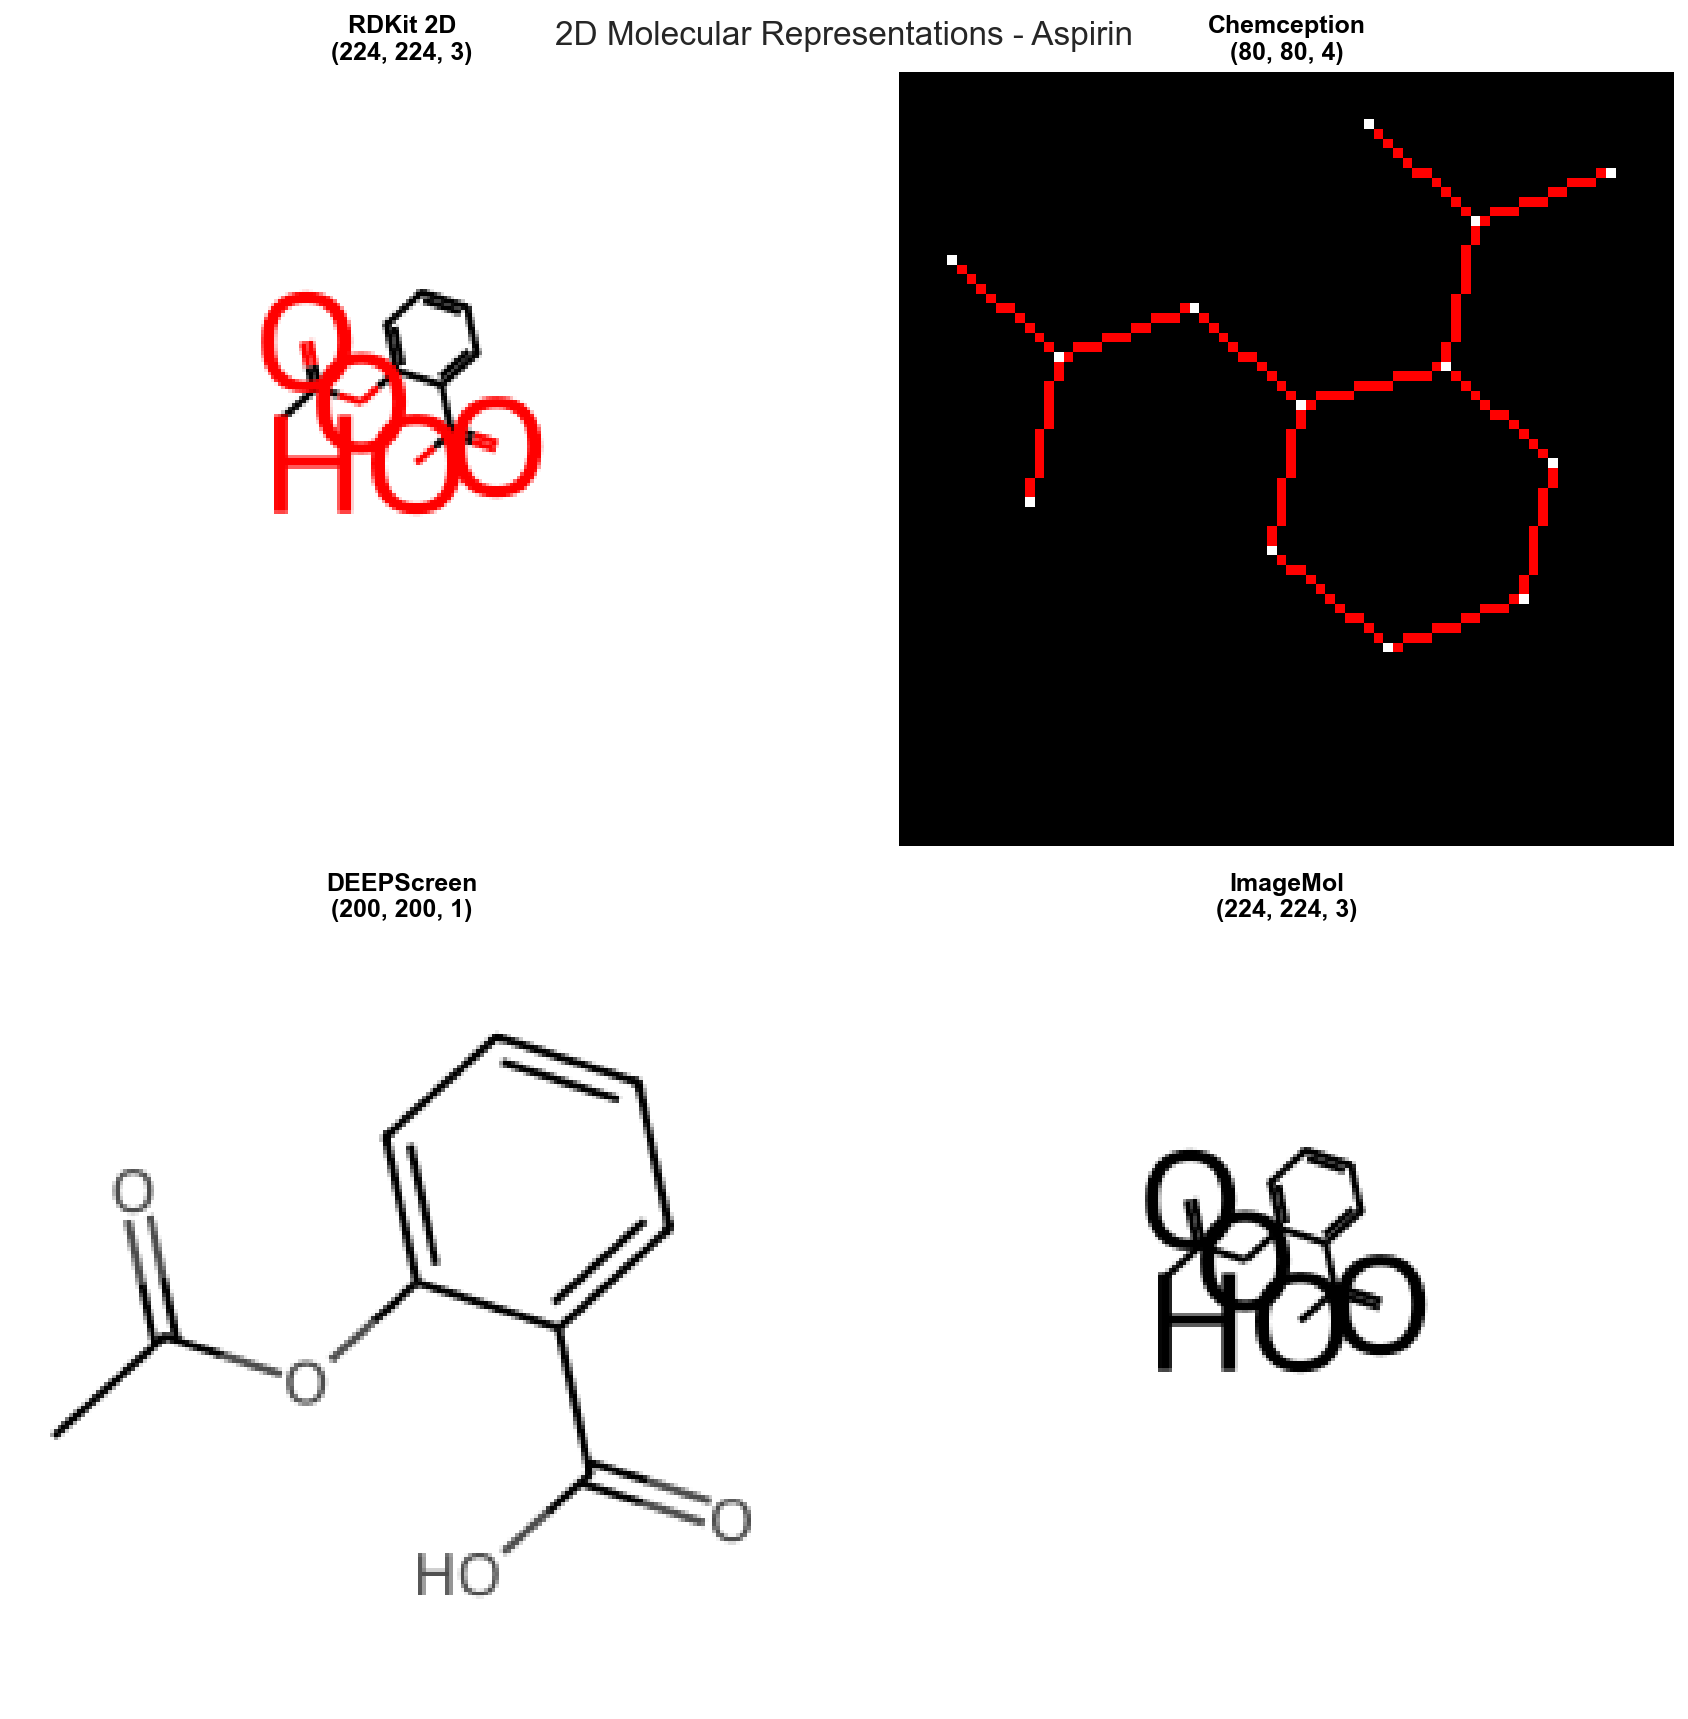 2D Molecular Representations - Aspirin
RDKit 2D
(224, 224, 3)
Chemception
(80, 80, 4)
O
O
HO
O
DEEPScreen
(200, 200, 1)
O
O
O
HO
ImageMol
(224, 224, 3)
O
O
HO
O